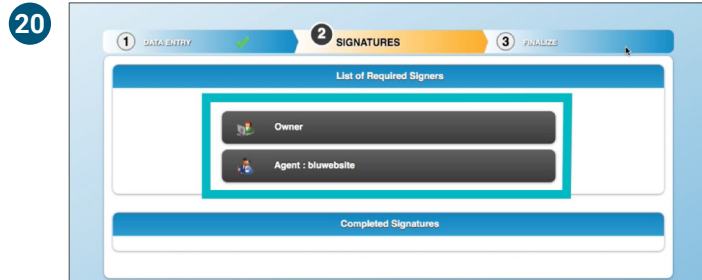 20
1 DATA ENTRY 2 SIGNATURES 3 FINALIZE
List of Required Signers
Owner
Agent : bluwebsite
Completed Signatures